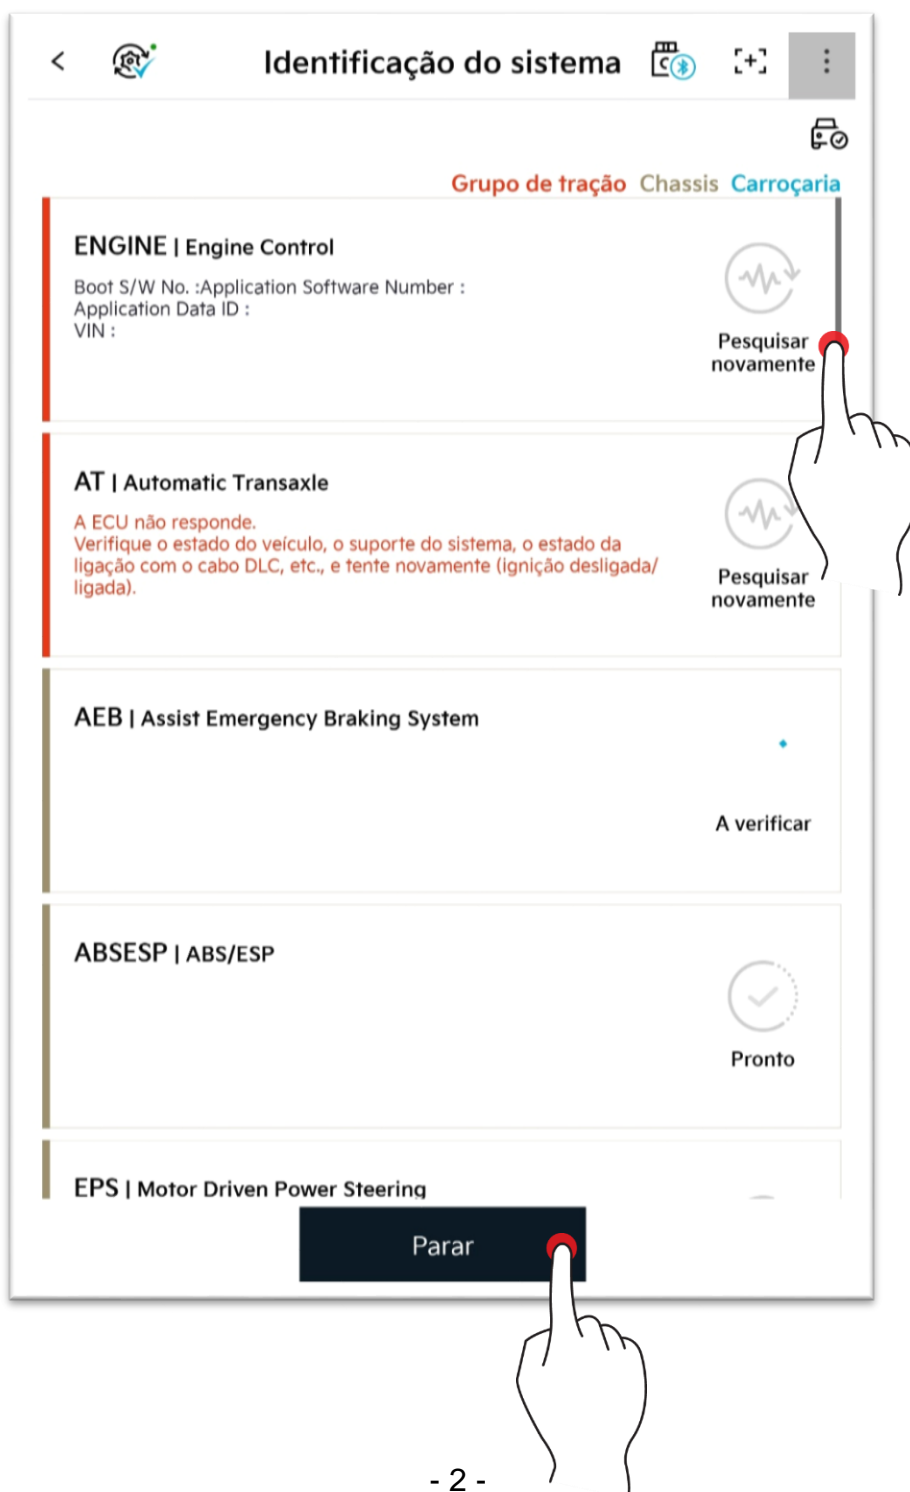 Identificação do sistema
Grupo de tração Chassis Carroçaria
ENGINE | Engine Control
Boot S/W No. :Application Software Number :
Application Data ID :
VIN :
Pesquisar
novamente
AT | Automatic Transaxle
A ECU não responde.
Verifique o estado do veículo, o suporte do sistema, o estado da
ligação com o cabo DLC, etc., e tente novamente (ignição desligada/
ligada).
Pesquisar
novamente
AEB | Assist Emergency Braking System
A verificar
ABSESP | ABS/ESP
Pronto
EPS | Motor Driven Power Steering
Parar
- 2 -